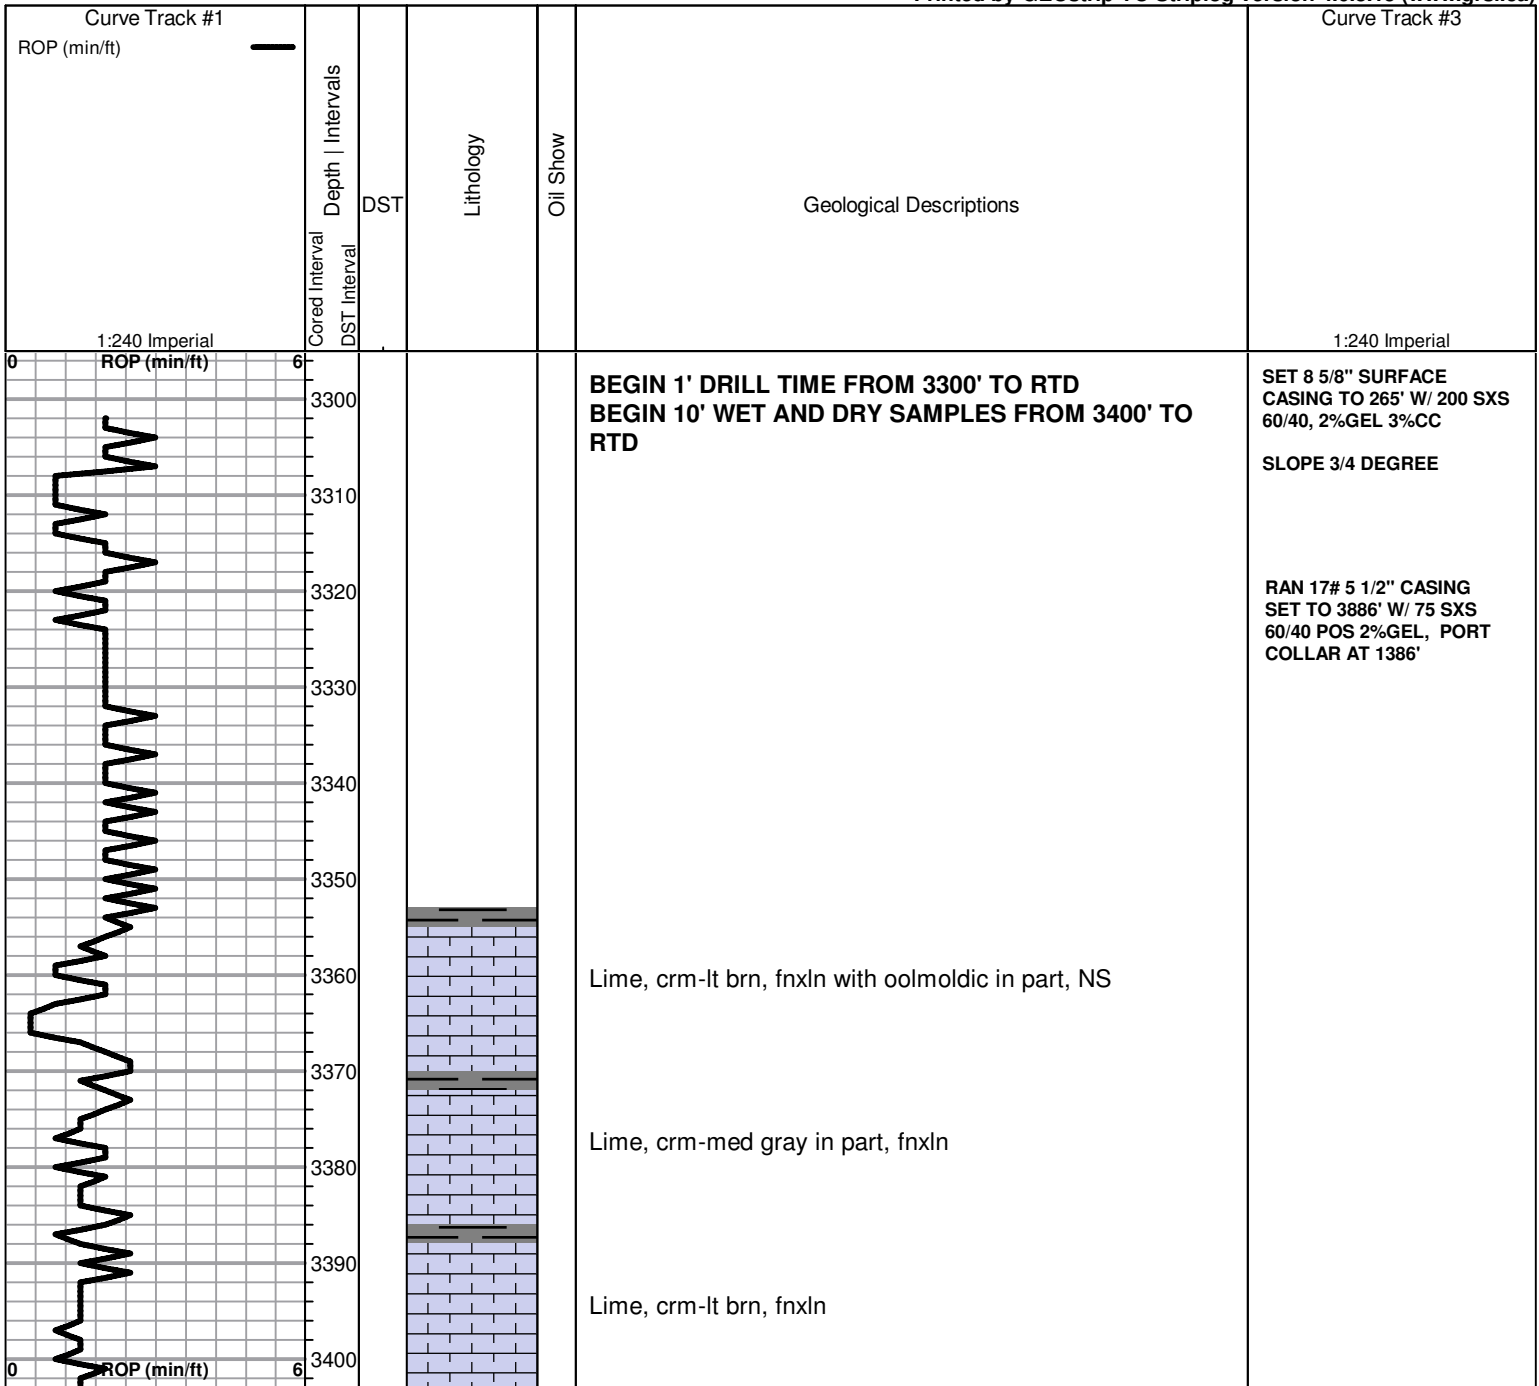 Curve Track #1
ROP (min/ft)
1:240 Imperial
Depth | Intervals
Cored Interval
DST Interval
DST
Lithology
Oil Show
Geological Descriptions
Curve Track #3
1:240 Imperial
0 ROP (min/ft) 6
3300
3310
3320
3330
3340
3350
3360
3370
3380
3390
3400
0 ROP (min/ft) 6
BEGIN 1' DRILL TIME FROM 3300' TO RTD
BEGIN 10' WET AND DRY SAMPLES FROM 3400' TO
RTD
Lime, crm-lt brn, fnxln with oolmoldic in part, NS
Lime, crm-med gray in part, fnxln
Lime, crm-lt brn, fnxln
SET 8 5/8" SURFACE
CASING TO 265' W/ 200 SXS
60/40, 2%GEL 3%CC
SLOPE 3/4 DEGREE
RAN 17# 5 1/2" CASING
SET TO 3886' W/ 75 SXS
60/40 POS 2%GEL, PORT
COLLAR AT 1386'